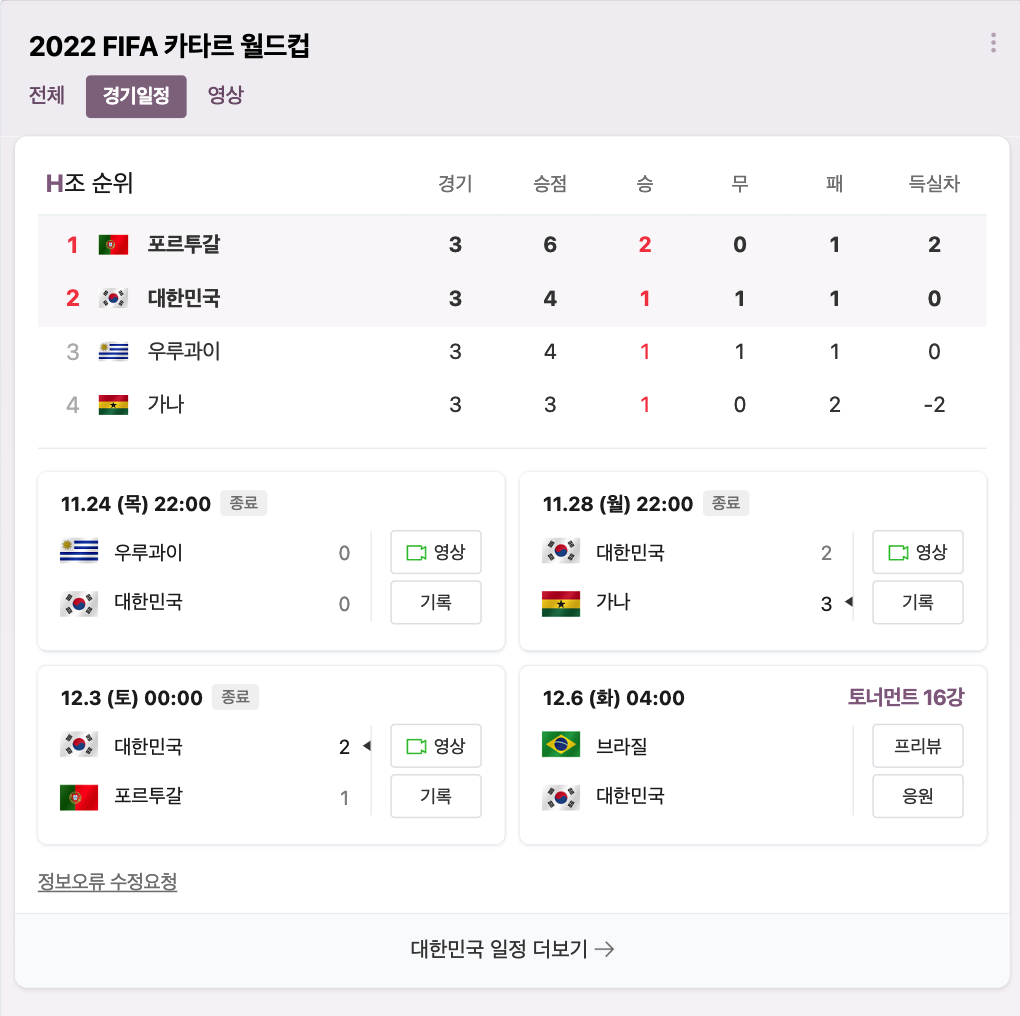 2022 FIFA 카타르 월드컵
전체 경기일정 영상
H조 순위 경기 승점 승 무 패 득실차
1 포르투갈 3 6 2 0 1 2
2 대한민국 3 4 1 1 1 0
3 우루과이 3 4 1 1 1 0
4 가나 3 3 1 0 2 -2
11.24 (목) 22:00 종료
우루과이 0 영상
대한민국 0 기록
11.28 (월) 22:00 종료
대한민국 2 영상
가나 3 기록
12.3 (토) 00:00 종료
대한민국 2 영상
포르투갈 1 기록
12.6 (화) 04:00 토너먼트 16강
브라질 프리뷰
대한민국 응원
정보오류 수정요청
대한민국 일정 더보기 →